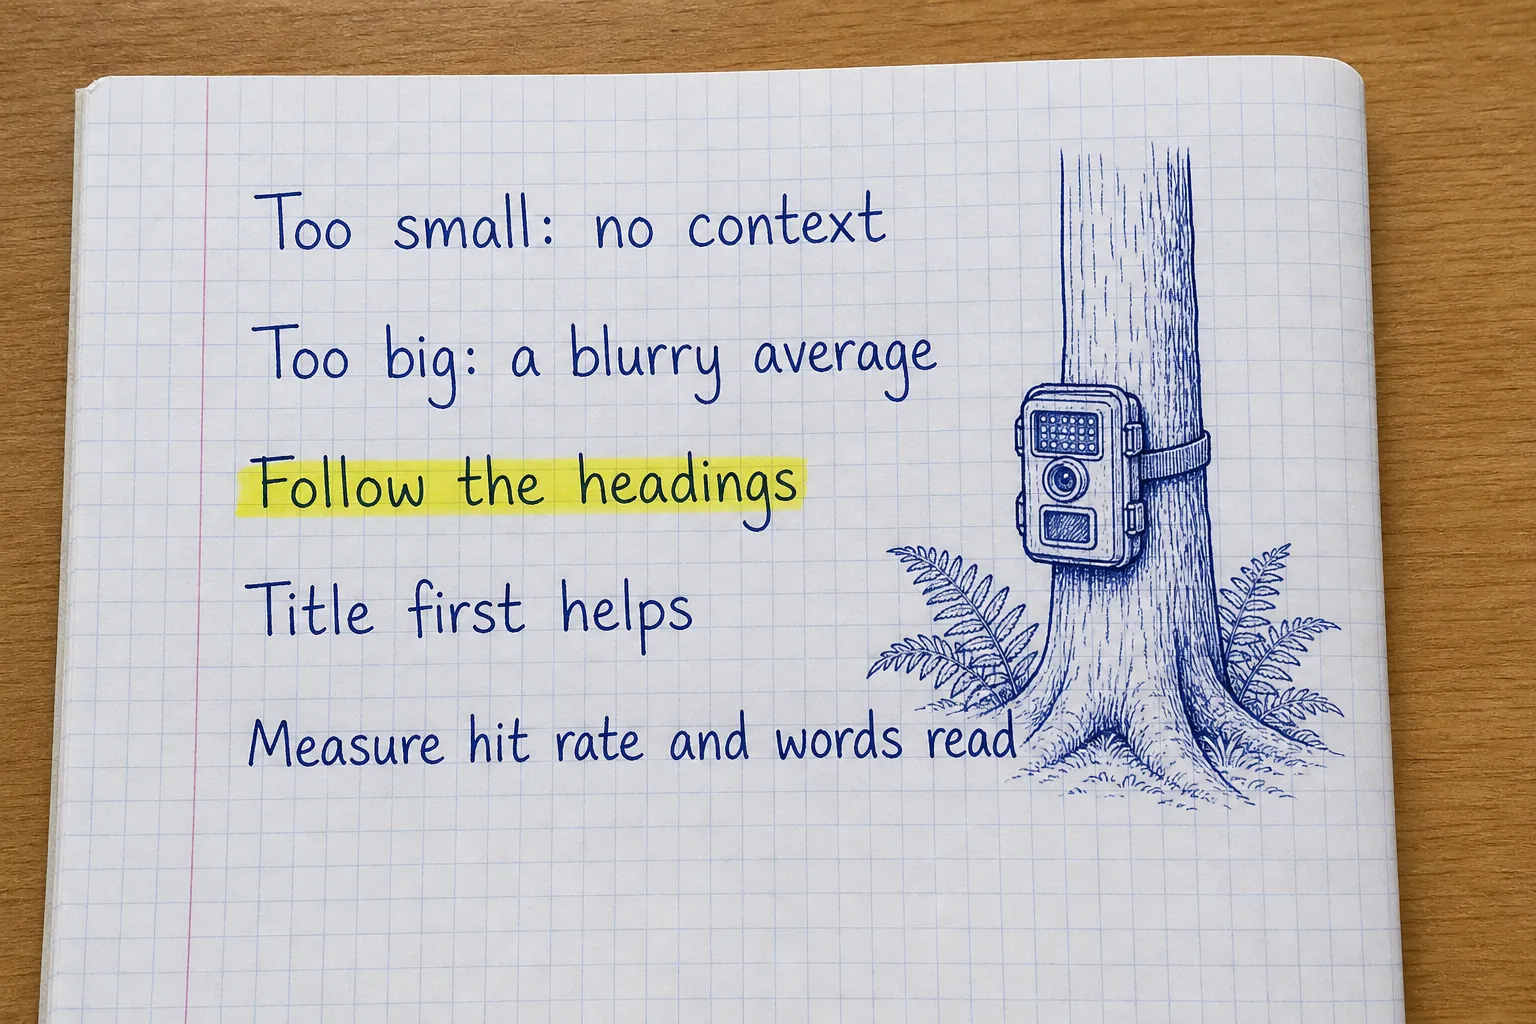 Too small: no context
Too big: a blurry average
Follow the headings
Title first helps
Measure hit rate and words read